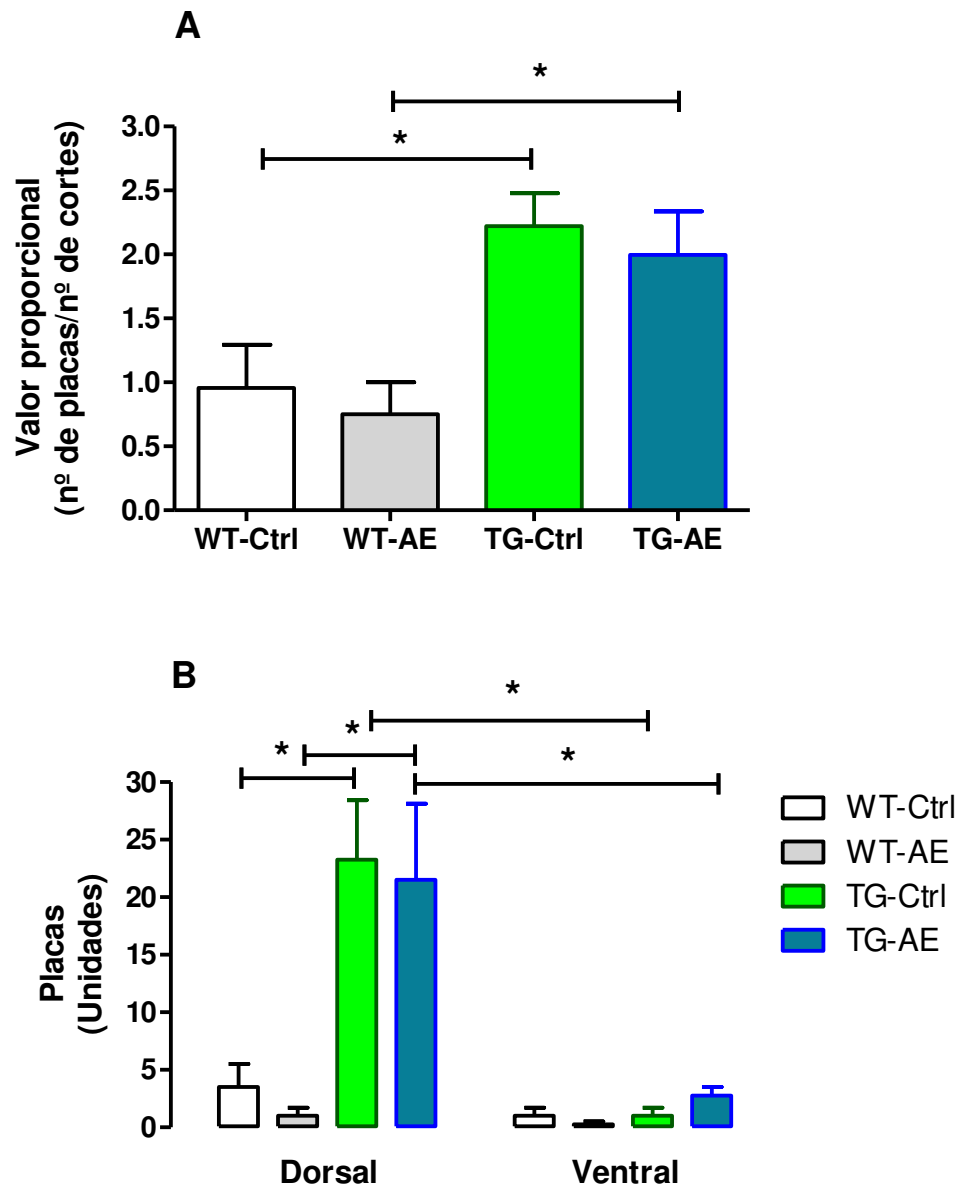 A
*
*
Valor proporcional
(nº de placas/nº de cortes)
3.0
2.5
2.0
1.5
1.0
0.5
0.0
WT-Ctrl WT-AE TG-Ctrl TG-AE
B
*
*
*
*
Placas
(Unidades)
30
25
20
15
10
5
0
Dorsal Ventral
WT-Ctrl
WT-AE
TG-Ctrl
TG-AE